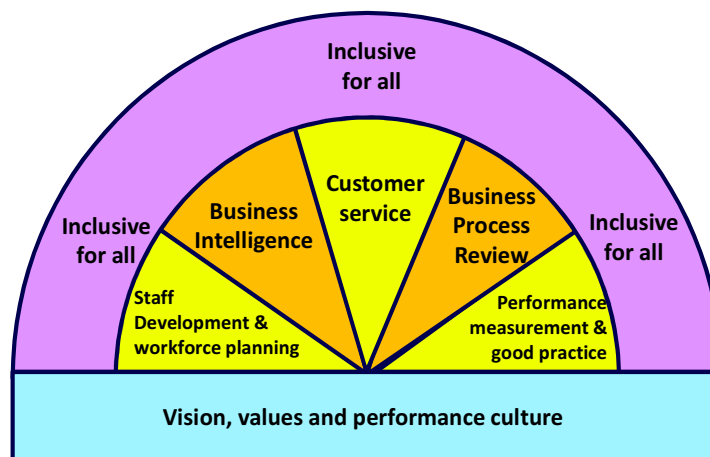 Inclusive
for all
Customer
service
Business
Intelligence
Business
Process
Review
Inclusive
for all
Inclusive
for all
Staff
Development &
workforce planning
Performance
measurement &
good practice
Vision, values and performance culture